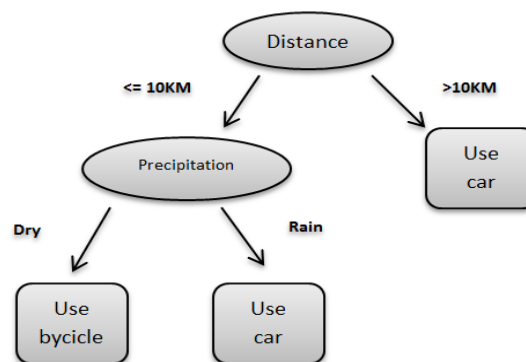 Distance
<= 10KM
>10KM
Precipitation
Use
car
Dry
Rain
Use
bycicle
Use
car